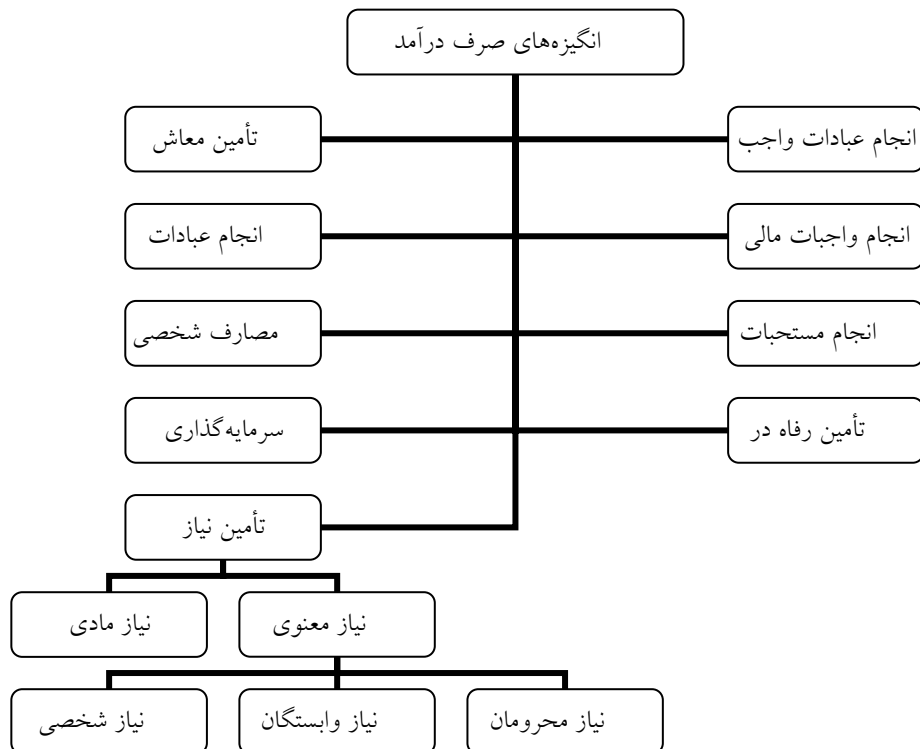 انگیزه‌های صرف درآمد
انجام عبادات واجب
تأمین معاش
انجام واجبات مالی
انجام عبادات
انجام مستحبات
مصارف شخصی
تأمین رفاه در
سرمایه‌گذاری
تأمین نیاز
نیاز معنوی
نیاز مادی
نیاز محرومان
نیاز وابستگان
نیاز شخصی